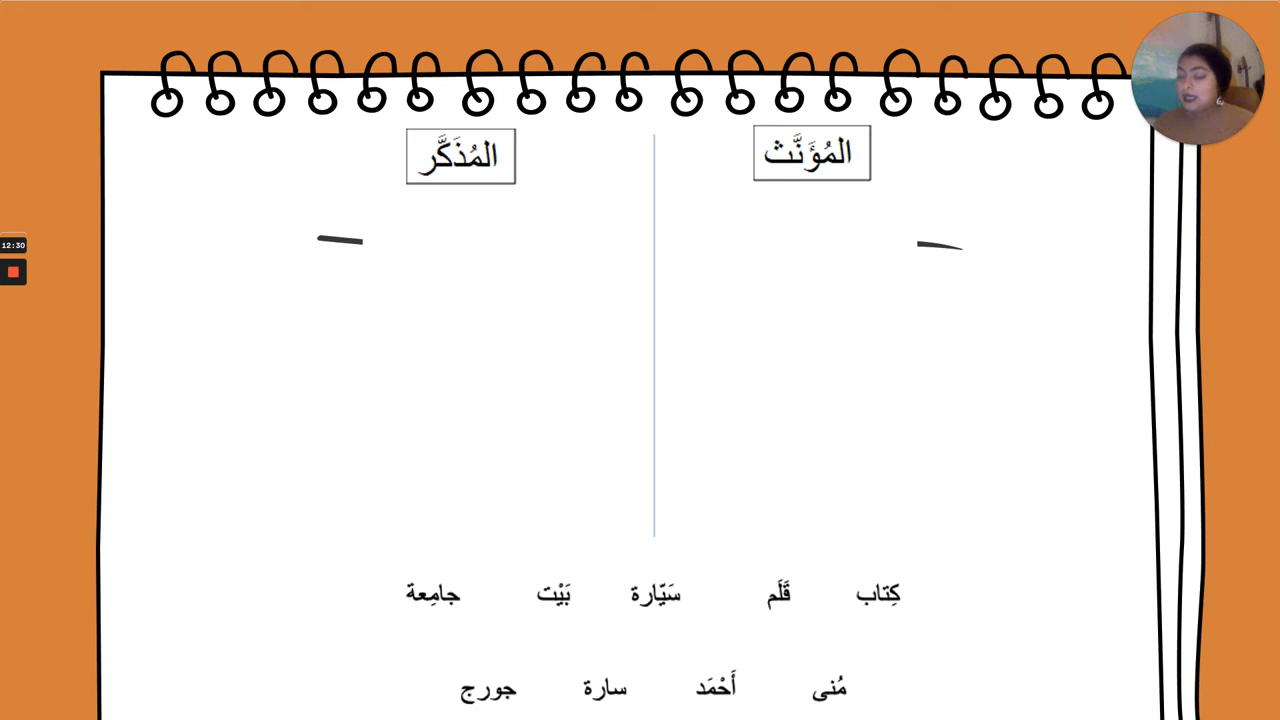 المُؤَنَّث
المُذَكَّر
12:30
كِتاب قَلَم سَيّارة بَيْت جامِعة
مُنى أَحْمَد سارة جورج